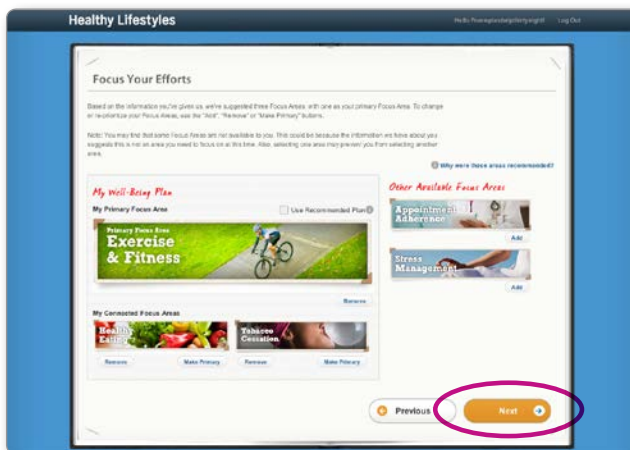 Healthy Lifestyles
Log Out
Focus Your Efforts
Based on the information you've given us, we've suggested three Focus Areas, with one as your primary Focus Area. To change
or re-prioritize your Focus Areas, use the "Add", "Remove" or "Make Primary" buttons.
Note: You may find that some Focus Areas are not available to you. This could be because the information we have about you
suggests this is not an area you need to focus on at this time. Also, selecting one area may prevent you from selecting another
area.
Why were these areas recommended?
My Well-Being Plan
My Primary Focus Area
Use Recommended Plan
Primary Focus Area
Exercise
& Fitness
Remove
My Connected Focus Areas
Healthy
Eating
Remove
Make Primary
Tobacco
Cessation
Remove
Make Primary
Other Available Focus Areas
Appointment
Adherence
Add
Stress
Management
Add
Previous
Next